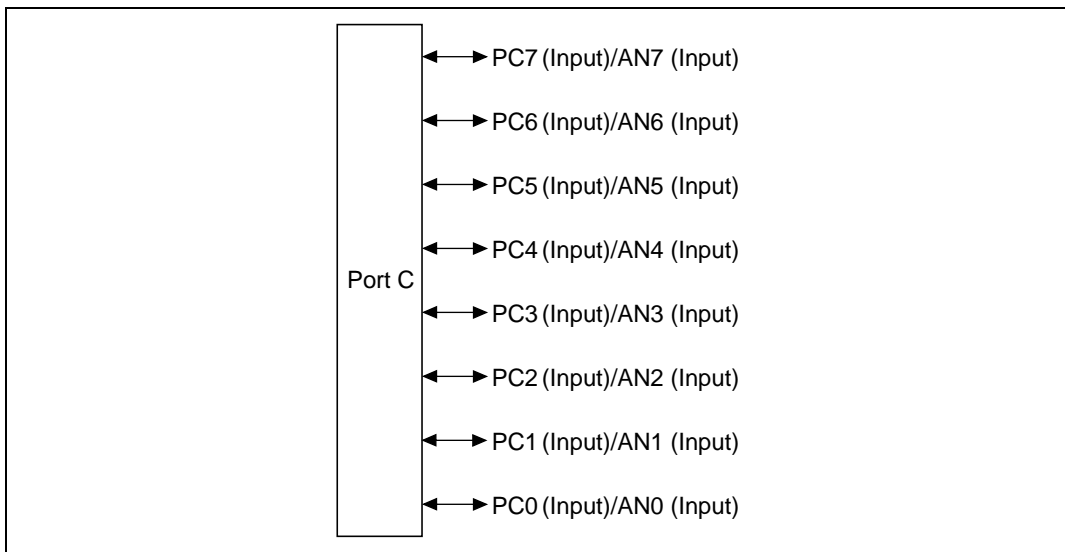 PC7 (Input)/AN7 (Input)
PC6 (Input)/AN6 (Input)
PC5 (Input)/AN5 (Input)
PC4 (Input)/AN4 (Input)
Port C
PC3 (Input)/AN3 (Input)
PC2 (Input)/AN2 (Input)
PC1 (Input)/AN1 (Input)
PC0 (Input)/AN0 (Input)